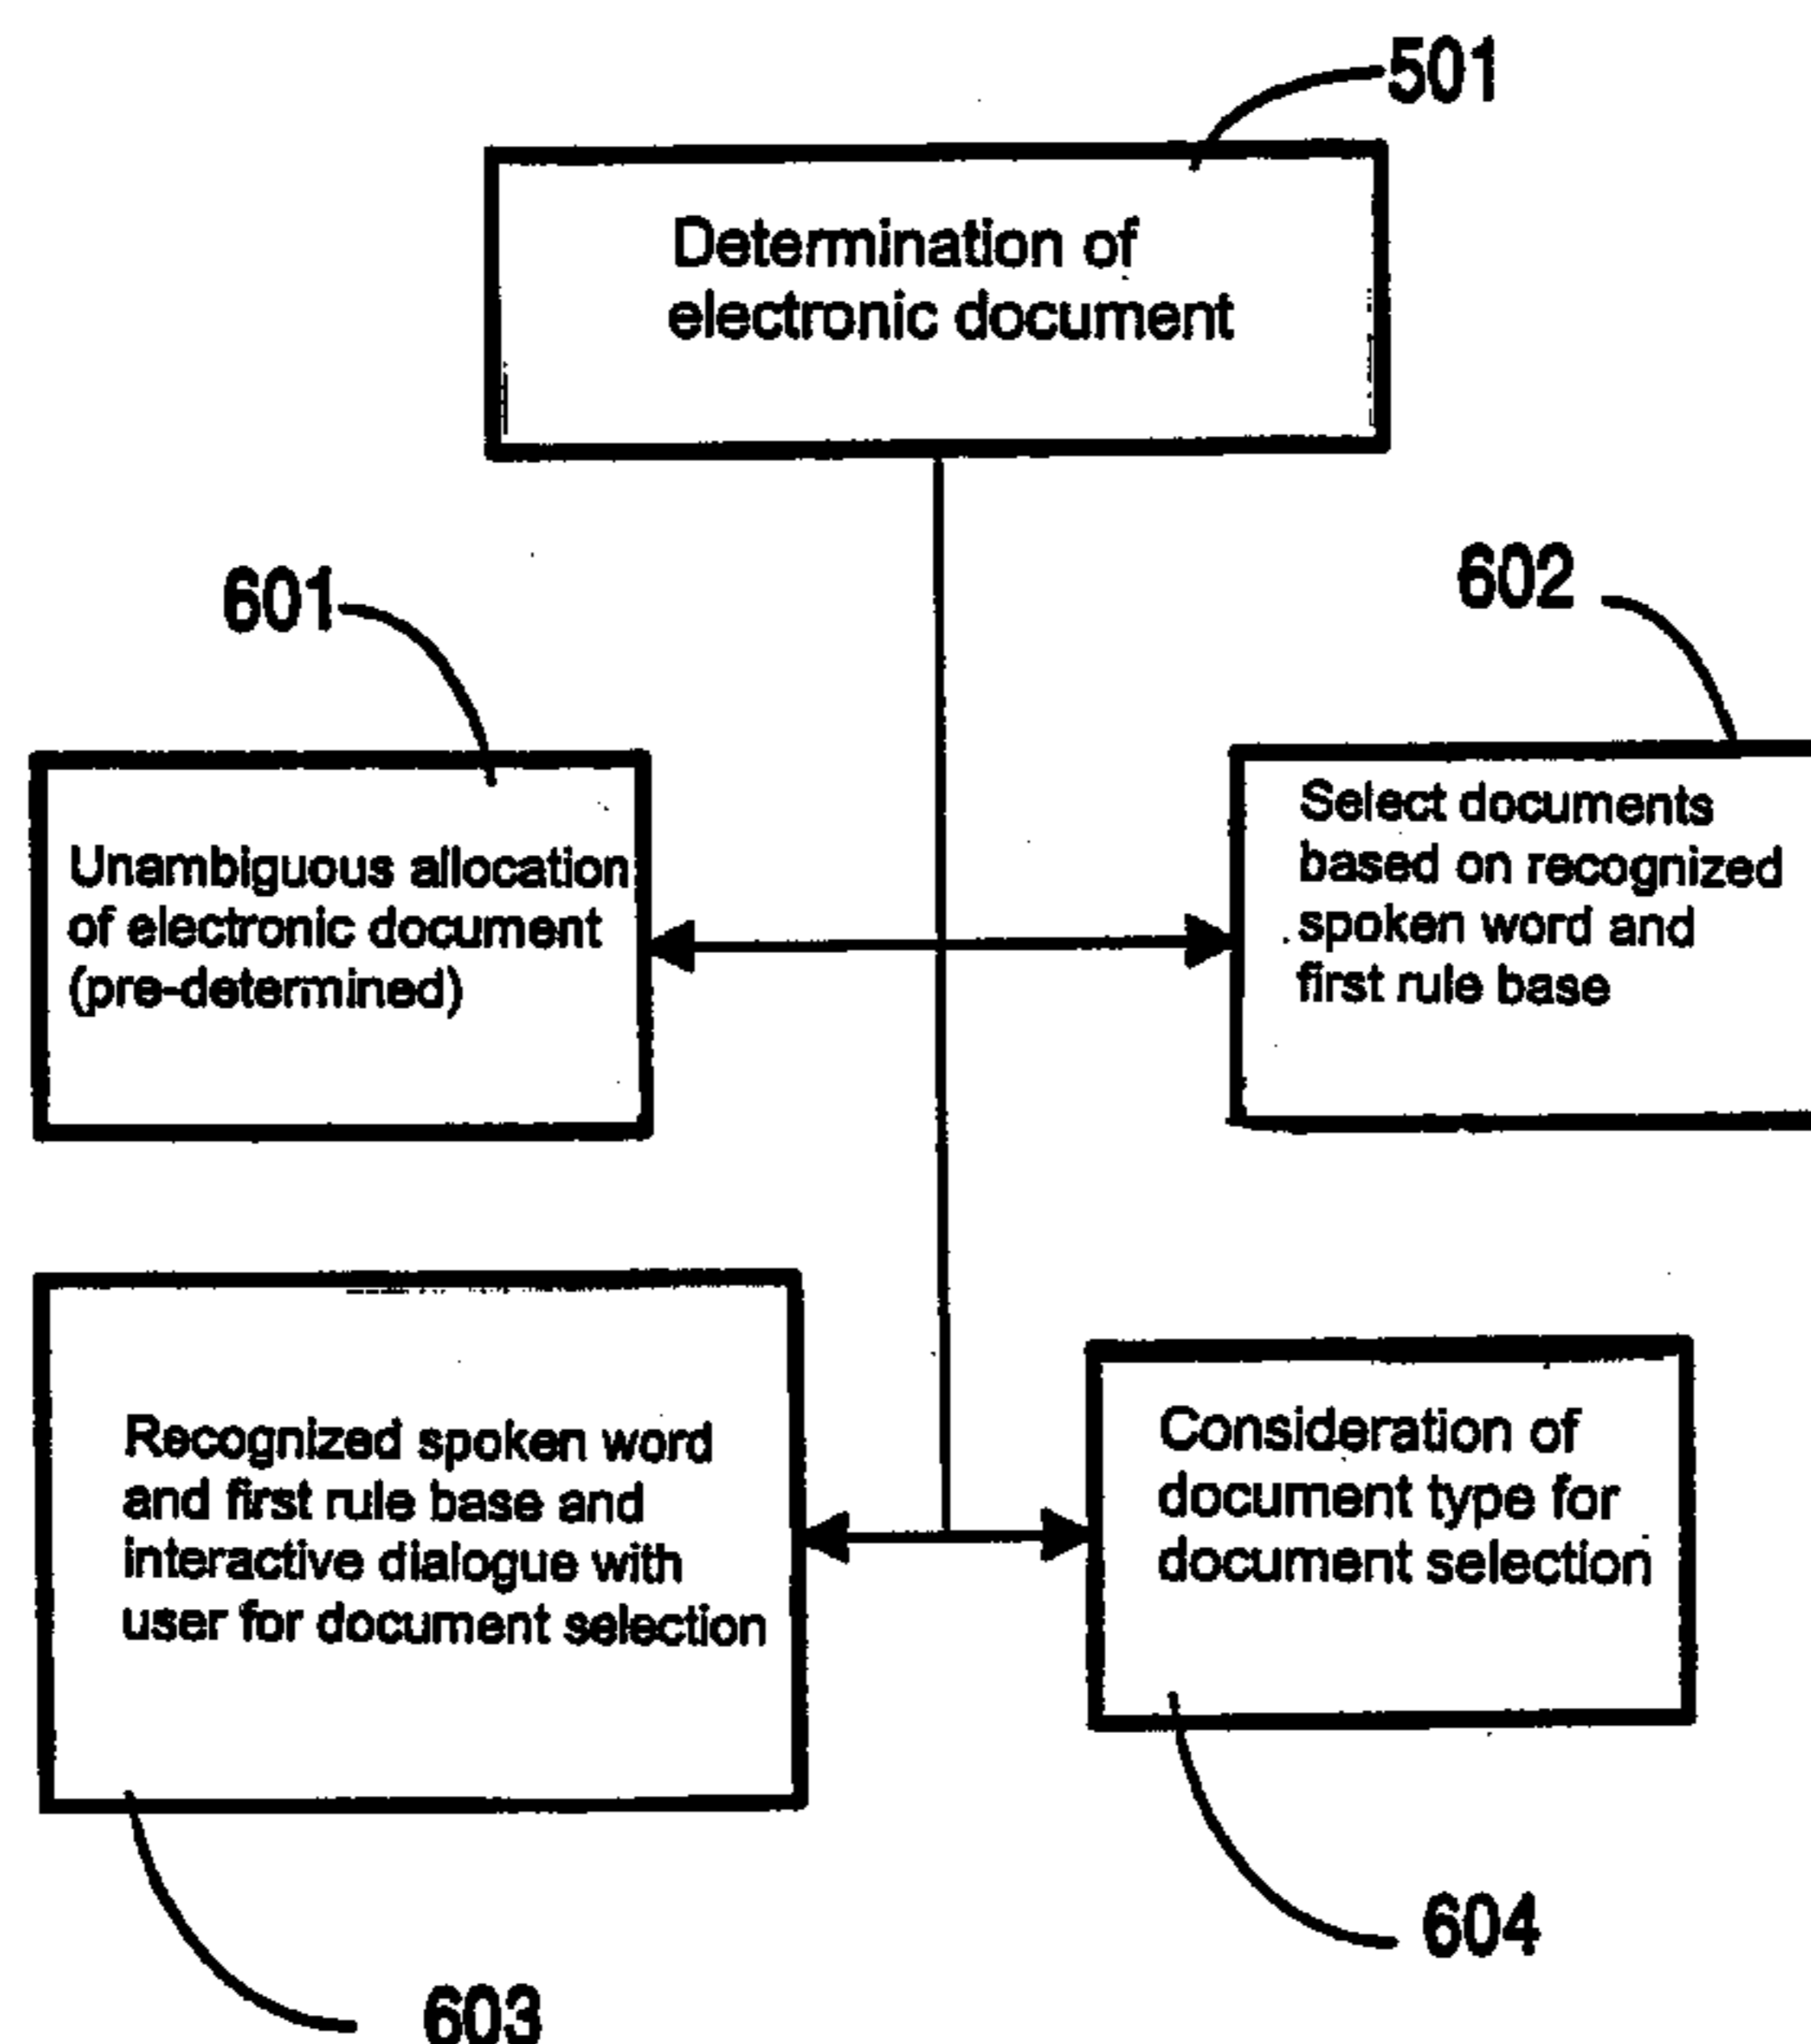 501
Determination of
electronic document
601
602
Unambiguous allocation
of electronic document
(pre-determined)
Select documents
based on recognized
spoken word and
first rule base
Recognized spoken word
and first rule base and
interactive dialogue with
user for document selection
Consideration of
document type for
document selection
604
603